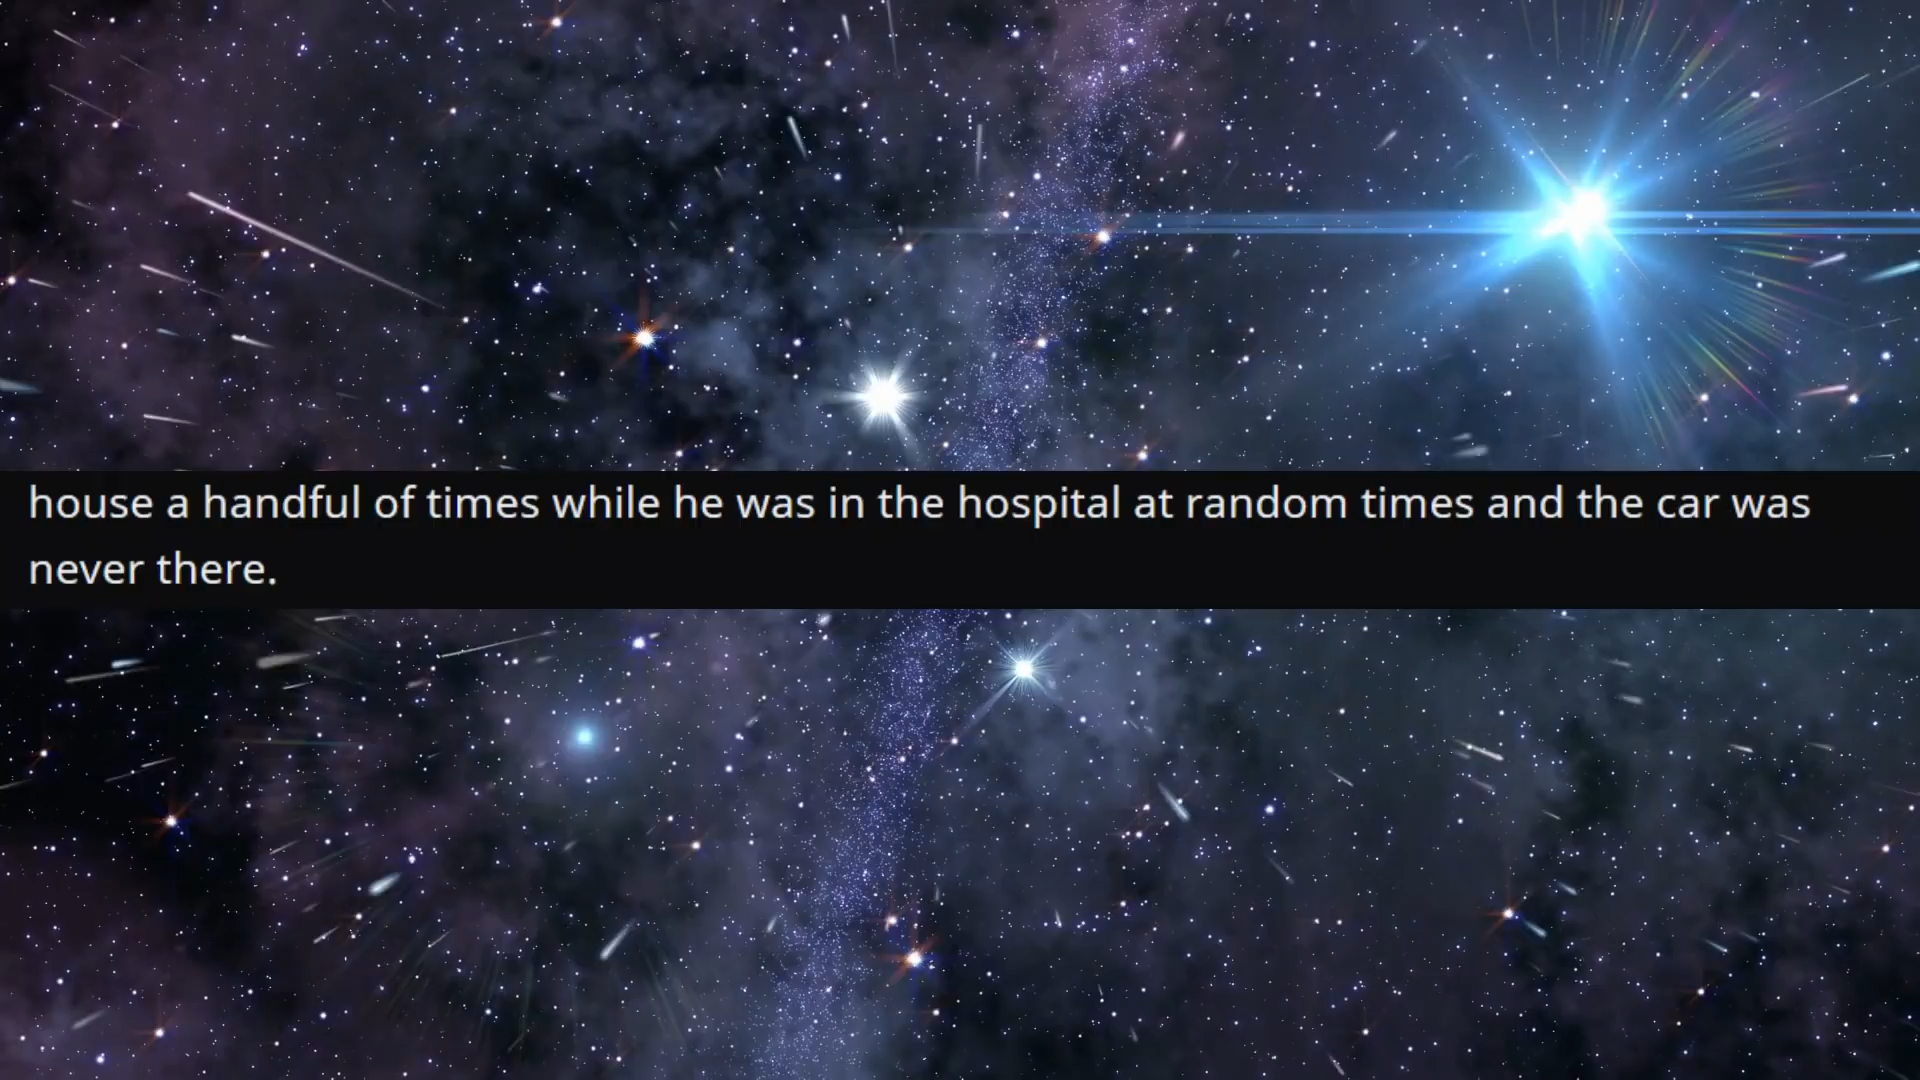 house a handful of times while he was in the hospital at random times and the car was
never there.